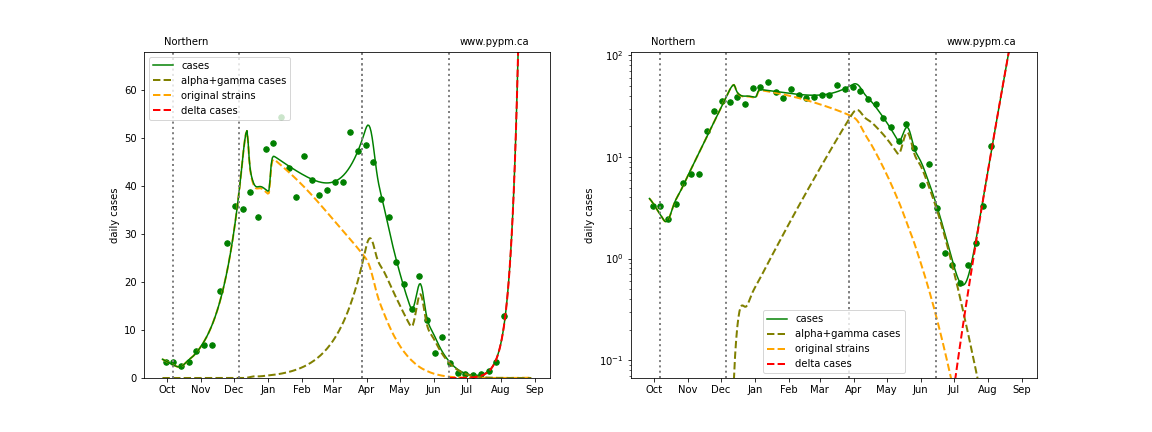 Northern www.pypm.ca
cases
alpha+gamma cases
original strains
delta cases
daily cases
60
50
40
30
20
10
0
Oct Nov Dec Jan Feb Mar Apr May Jun Jul Aug Sep
Northern www.pypm.ca
daily cases
10²
10¹
10⁰
10⁻¹
cases
alpha+gamma cases
original strains
delta cases
Oct Nov Dec Jan Feb Mar Apr May Jun Jul Aug Sep